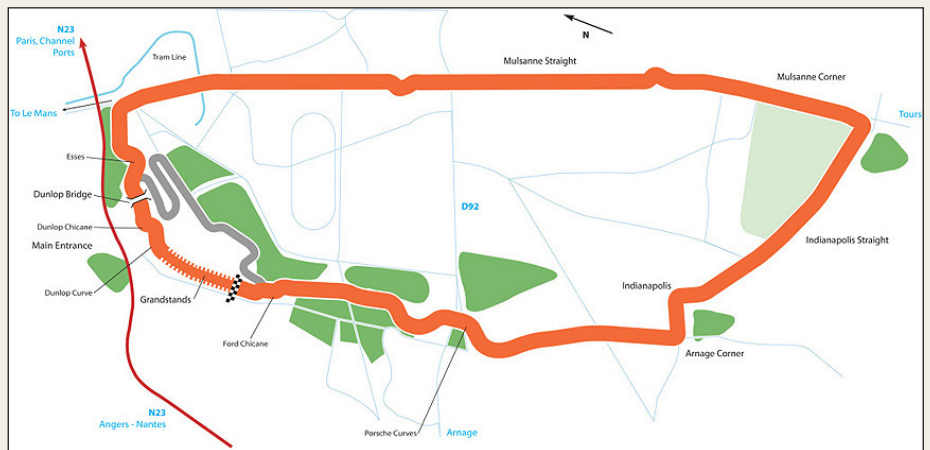 N23
Paris, Channel
Ports
Tram Line
N
Mulsanne Straight
Mulsanne Corner
To Le Mans
Tours
Esses
Dunlop Bridge
D92
Dunlop Chicane
Main Entrance
Indianapolis Straight
Dunlop Curve
Grandstands
Indianapolis
Ford Chicane
Arnage Corner
N23
Angers - Nantes
Porsche Curves
Arnage